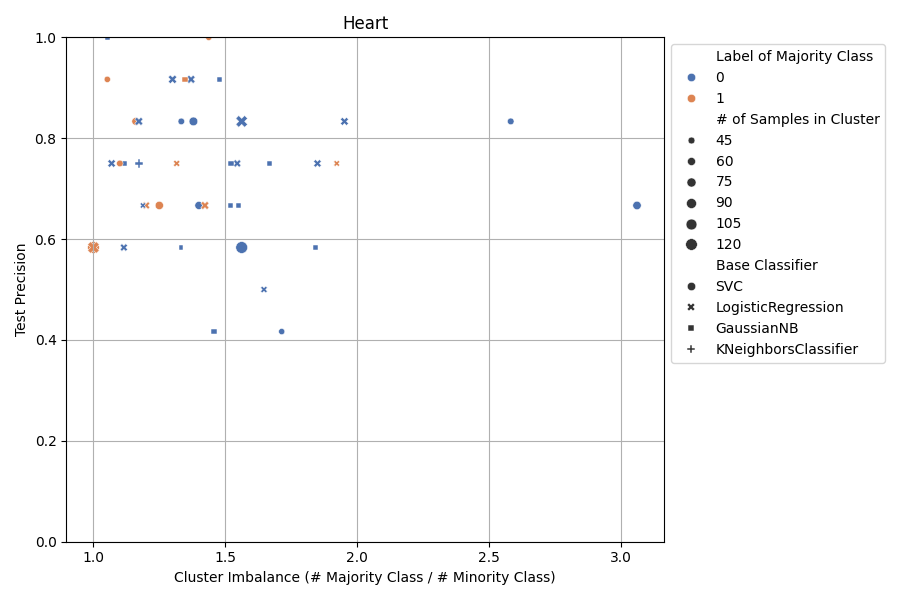 Heart
1.0
0.8
0.6
0.4
0.2
0.0
Test Precision
1.0 1.5 2.0 2.5 3.0
Cluster Imbalance (# Majority Class / # Minority Class)
Label of Majority Class
0
1
# of Samples in Cluster
45
60
75
90
105
120
Base Classifier
SVC
LogisticRegression
GaussianNB
KNeighborsClassifier